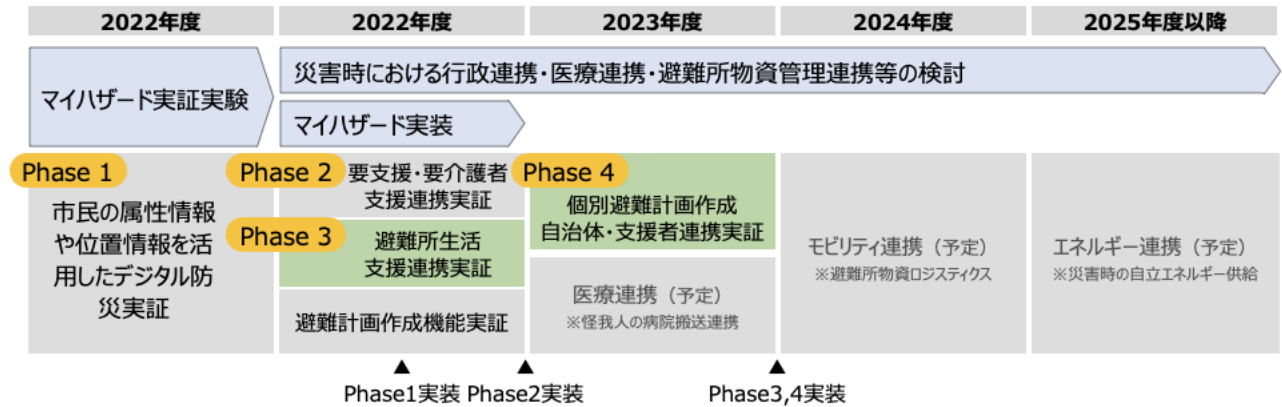 2022年度
2022年度
2023年度
2024年度
2025年度以降
マイハザード実証実験
災害時における行政連携・医療連携・避難所物資管理連携等の検討
マイハザード実装
Phase 1
市民の属性情報
や位置情報を活
用したデジタル防
災実証
Phase 2
要支援・要介護者
支援連携実証
Phase 3
避難所生活
支援連携実証
避難計画作成機能実証
Phase 4
個別避難計画作成
自治体・支援者連携実証
医療連携（予定）
※怪我人の病院搬送連携
モビリティ連携（予定）
※避難所物資ロジスティクス
エネルギー連携（予定）
※災害時の自立エネルギー供給
▲
▲
▲
Phase1実装
Phase2実装
Phase3,4実装